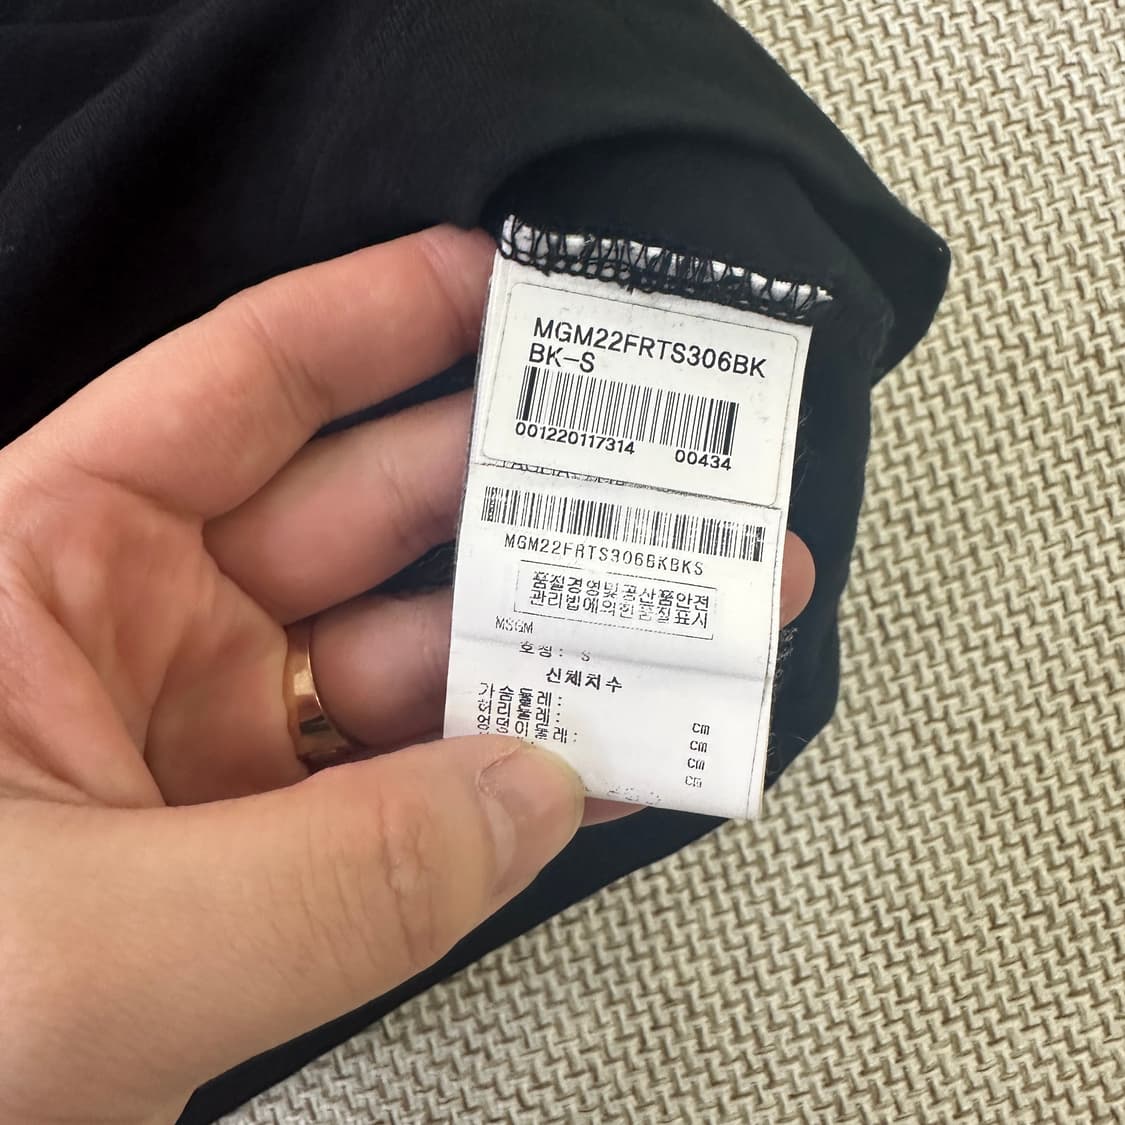 MGM22FRTS306BK
BK-S
001220117314 00434
MGM22FRTS306BKBKS
품질경영및공산품안전
관리법에의한품질표시
MSGM
호칭: S
신체치수
가슴둘레: cm
허리둘레: cm
엉덩이둘레: cm
cm